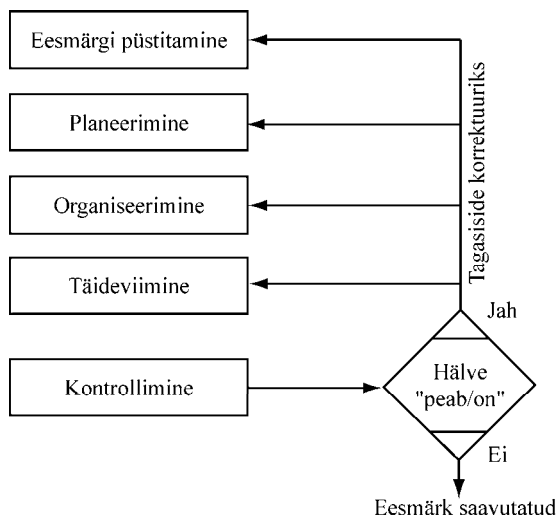 Eesmärgi püstitamine
Planeerimine
Organiseerimine
Täideviimine
Kontrollimine
Tagasiside korrektuuriks
Jah
Hälve
"peab/on"
Ei
Eesmärk saavutatud